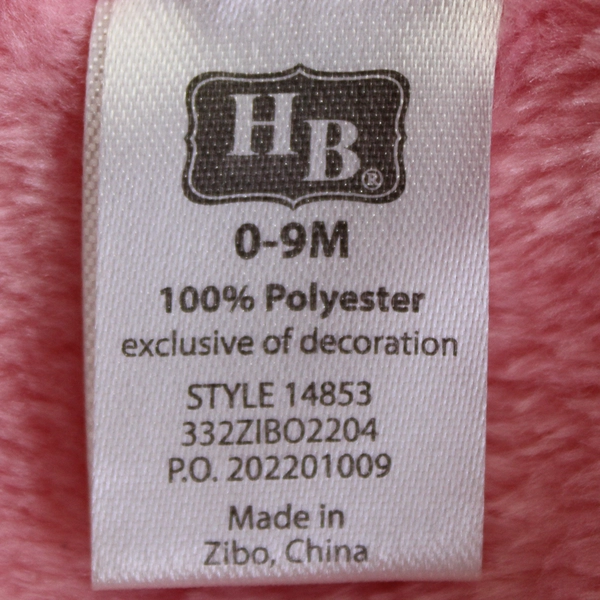 HB®
0-9M
100% Polyester
exclusive of decoration
STYLE 14853
332ZIBO2204
P.O. 202201009
Made in
Zibo, China